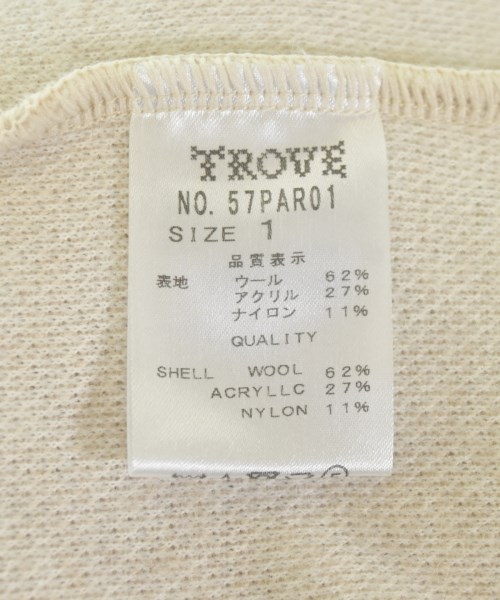 TROVE
NO. 57PAR01
SIZE 1
品質表示
表地 ウール 62%
アクリル 27%
ナイロン 11%
QUALITY
SHELL WOOL 62%
ACRYLLC 27%
NYLON 11%